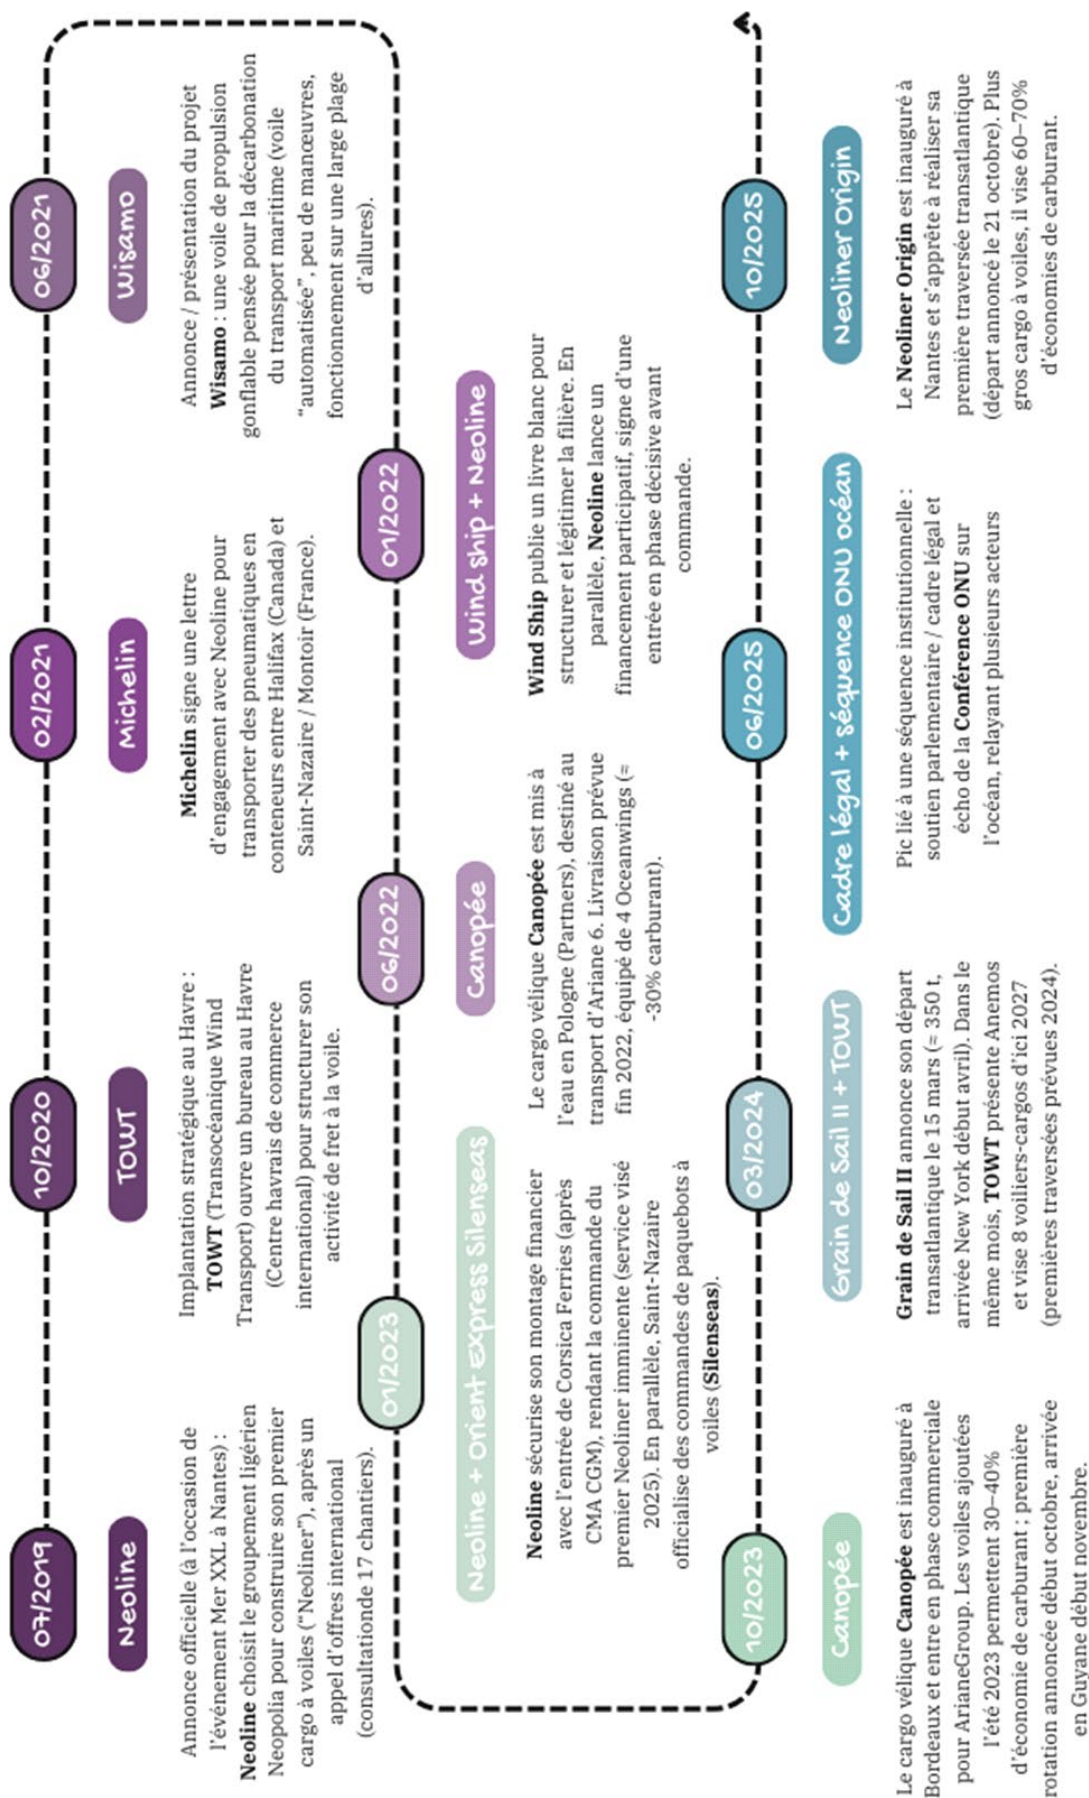 07/2019
Neoline
Annonce officielle (à l'occasion de
l'événement Mer XXL à Nantes) :
Neoline choisit le groupement ligérien
Neopolia pour construire son premier
cargo à voiles ("Neoliner"), après un
appel d'offres international
(consultationde 17 chantiers).
10/2020
TOWT
Implantation stratégique au Havre :
TOWT (Transocéanique Wind
Transport) ouvre un bureau au Havre
(Centre havrais de commerce
international) pour structurer son
activité de fret à la voile.
02/2021
Michelin
Michelin signe une lettre
d'engagement avec Neoline pour
transporter des pneumatiques en
conteneurs entre Halifax (Canada) et
Saint-Nazaire / Montoir (France).
06/2021
Wisamo
Annonce / présentation du projet
Wisamo : une voile de propulsion
gonflable pensée pour la décarbonation
du transport maritime (voile
“automatisée”, peu de manœuvres,
fonctionnement sur une large plage
d'allures).
01/2022
Wind ship + Neoline
Wind Ship publie un livre blanc pour
structurer et légitimer la filière. En
parallèle, Neoline lance un
financement participatif, signe d'une
entrée en phase décisive avant
commande.
06/2022
Canopée
Le cargo vélique Canopée est mis à
l'eau en Pologne (Partners), destiné au
transport d'Ariane 6. Livraison prévue
fin 2022, équipé de 4 Oceanwings (≈
-30% carburant).
01/2023
Neoline + Orient Express Silenseas
Neoline sécurise son montage financier
avec l'entrée de Corsica Ferries (après
CMA CGM), rendant la commande du
premier Neoliner imminente (service visé
2025). En parallèle, Saint-Nazaire
officialise des commandes de paquebots à
voiles (Silenseas).
10/2023
Canopée
Le cargo vélique Canopée est inauguré à
Bordeaux et entre en phase commerciale
pour ArianeGroup. Les voiles ajoutées
l'été 2023 permettent 30–40%
d'économie de carburant ; première
rotation annoncée début octobre, arrivée
en Guyane début novembre.
03/2024
Grain de Sail II + TOWT
Grain de Sail II annonce son départ
transatlantique le 15 mars (≈ 350 t,
arrivée New York début avril). Dans le
même mois, TOWT présente Anemos
et vise 8 voiliers-cargos d'ici 2027
(premières traversées prévues 2024).
06/2025
Cadre légal + séquence ONU océan
Pic lié à une séquence institutionnelle :
soutien parlementaire / cadre légal et
écho de la Conférence ONU sur
l'océan, relayant plusieurs acteurs
10/2025
Neoliner Origin
Le Neoliner Origin est inauguré à
Nantes et s'apprête à réaliser sa
première traversée transatlantique
(départ annoncé le 21 octobre). Plus
gros cargo à voiles, il vise 60–70%
d'économies de carburant.